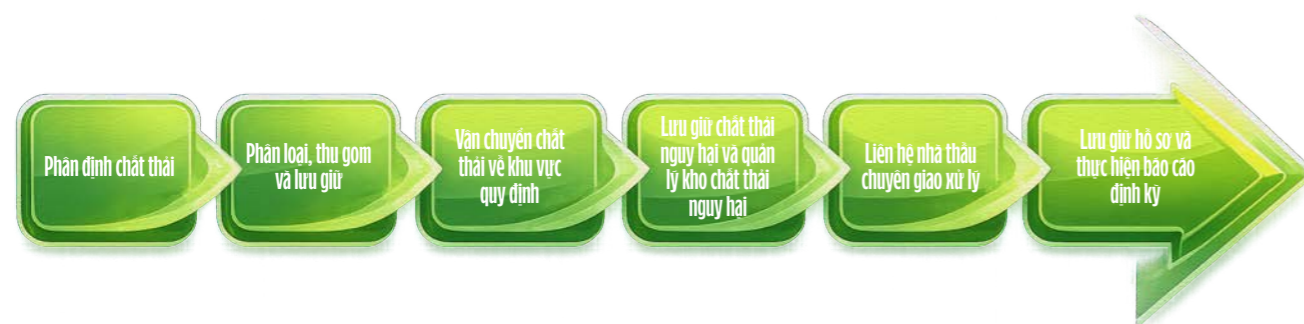 Phân định chất thải
Phân loại, thu gom
và lưu giữ
Vận chuyển chất
thải về khu vực
quy định
Lưu giữ chất thải
nguy hại và quản
lý kho chất thải
nguy hại
Liên hệ nhà thầu
chuyên giao xử lý
Lưu giữ hồ sơ và
thực hiện báo cáo
định kỳ